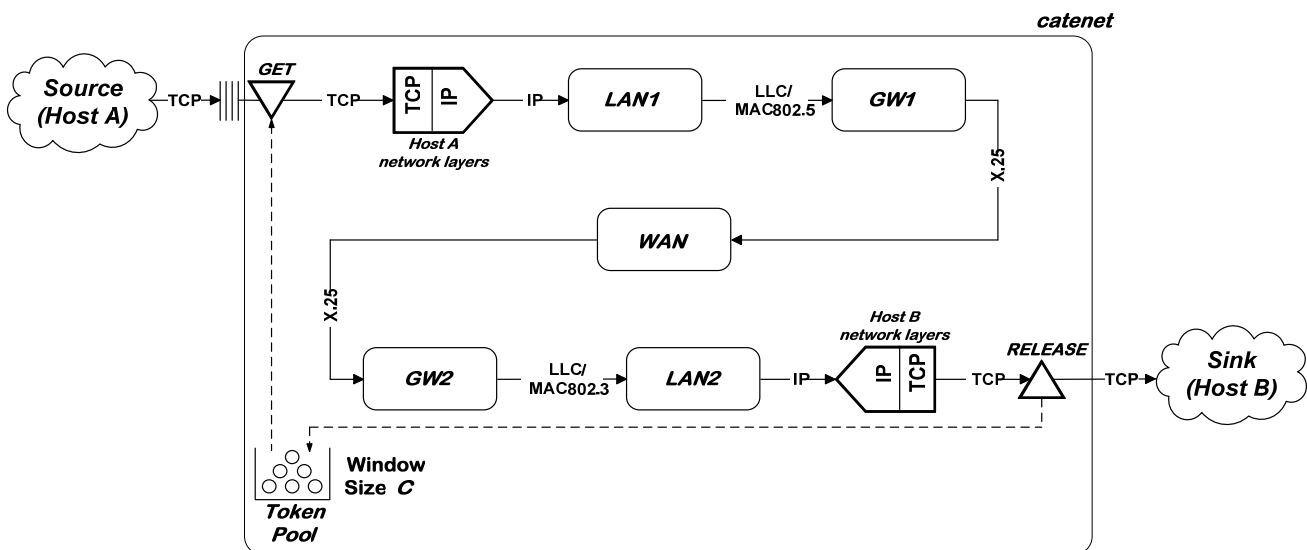 catenet
Source
(Host A)
TCP
GET
TCP
TCP
IP
Host A
network layers
IP
LAN1
LLC/
MAC802.5
GW1
X.25
WAN
X.25
GW2
LLC/
MAC802.3
LAN2
IP
Host B
network layers
IP
TCP
TCP
RELEASE
TCP
Sink
(Host B)
Window
Size C
Token
Pool